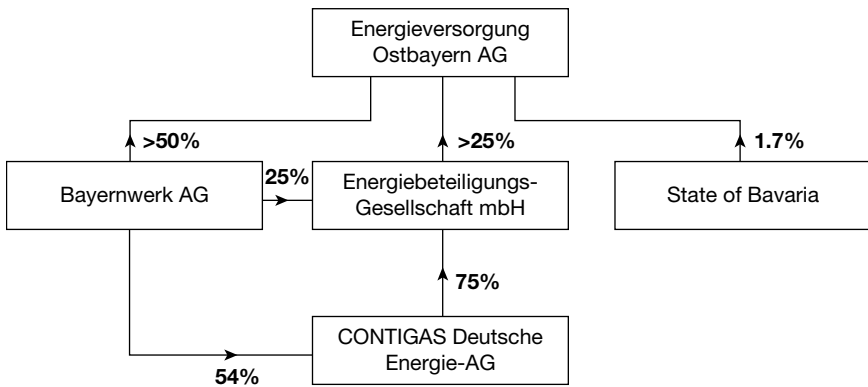 Energieversorgung
Ostbayern AG
>50%
>25%
1.7%
Bayernwerk AG
25%
Energiebeteiligungs-
Gesellschaft mbH
State of Bavaria
75%
CONTIGAS Deutsche
Energie-AG
54%